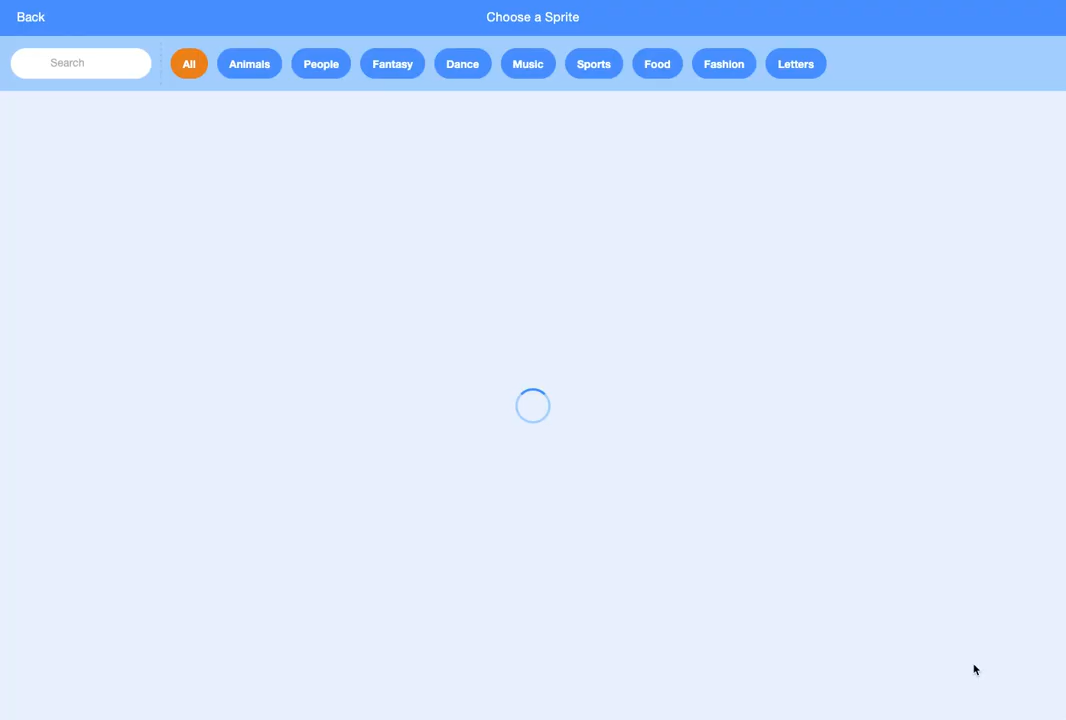 Back
Choose a Sprite
Search
All
Animals
People
Fantasy
Dance
Music
Sports
Food
Fashion
Letters